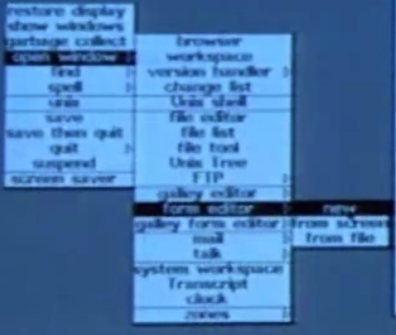 restore display
show windows
garbage collect
open window
find
spell
unix
save
save then quit
quit
suspend
screen saver
browser
workspace
version handler
change list
Unix shell
file editor
file list
file tool
Unix Tree
FTP
galley editor
form editor
galley form editor
mail
talk
system workspace
Transcript
clock
zones
new
from screen
from file